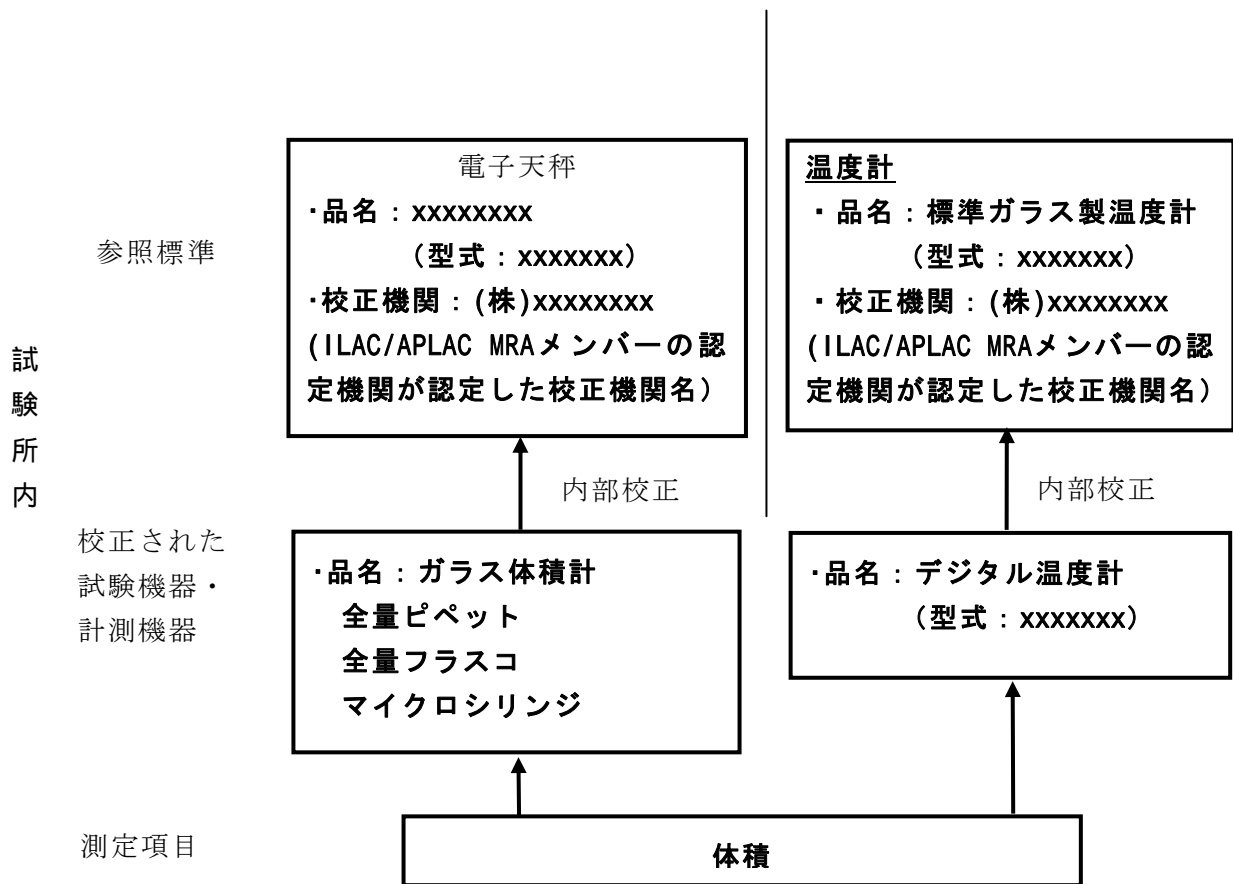 電子天秤
・品名：xxxxxxxx
（型式：xxxxxxx）
・校正機関：(株)xxxxxxxx
(ILAC/APLAC MRAメンバーの認
定機関が認定した校正機関名）
温度計
・品名：標準ガラス製温度計
（型式：xxxxxxx）
・校正機関：(株)xxxxxxxx
(ILAC/APLAC MRAメンバーの認
定機関が認定した校正機関名）
参照標準
試
験
所
内
内部校正
内部校正
校正された
試験機器・
計測機器
・品名：ガラス体積計
全量ピペット
全量フラスコ
マイクロシリンジ
・品名：デジタル温度計
（型式：xxxxxxx）
測定項目
体積